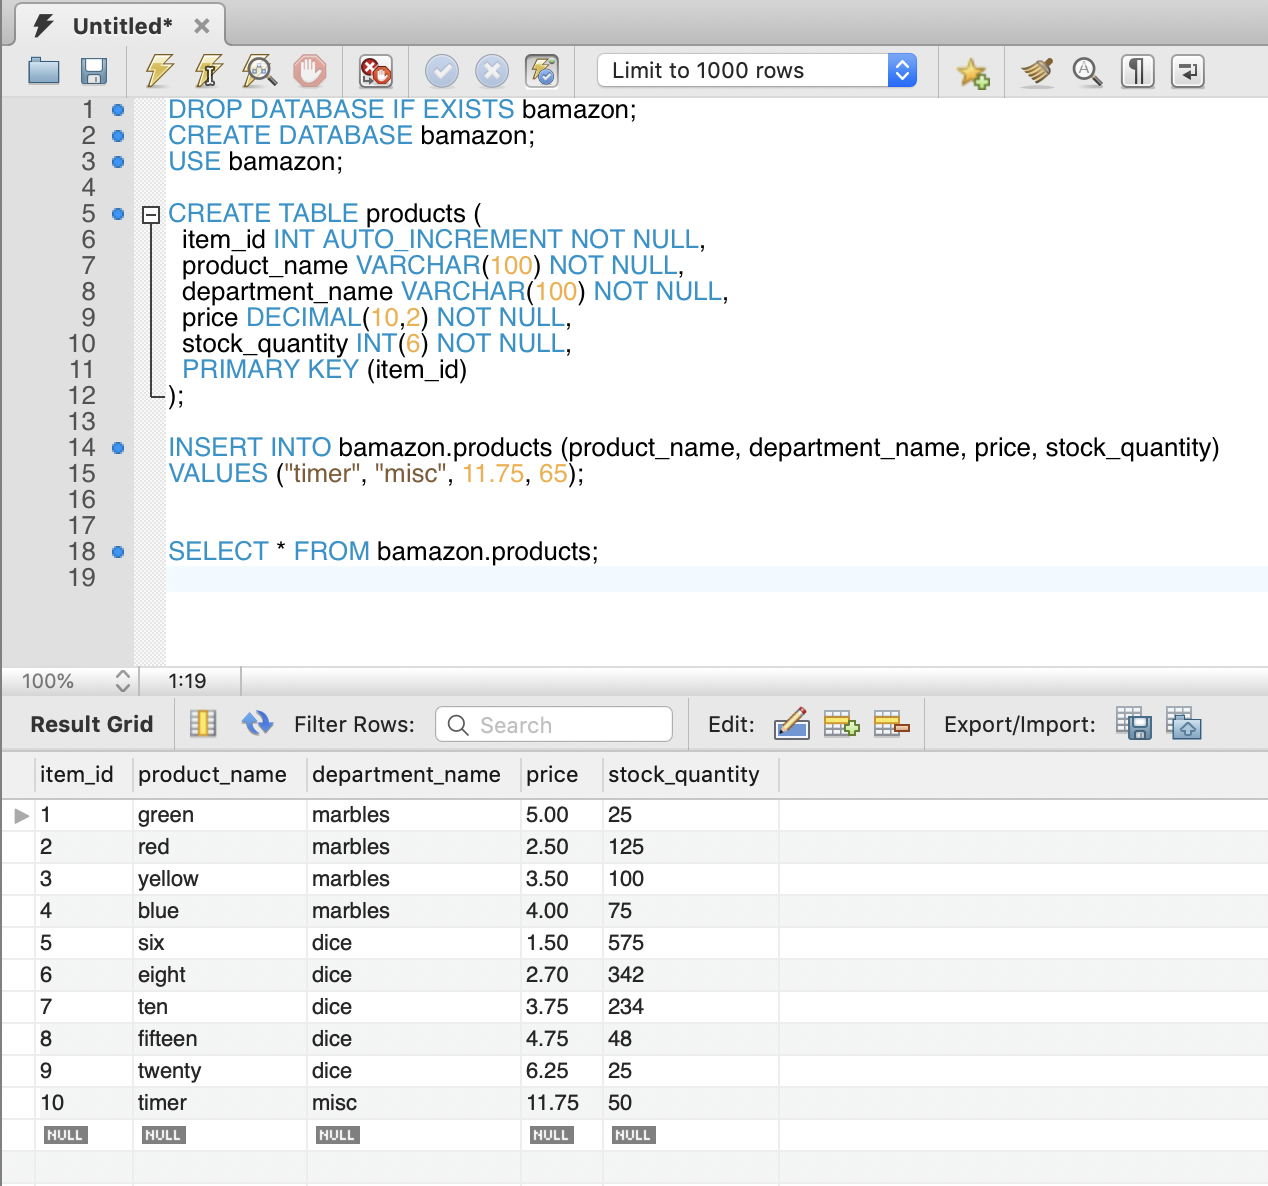 Untitled*
Limit to 1000 rows
1 DROP DATABASE IF EXISTS bamazon;
2 CREATE DATABASE bamazon;
3 USE bamazon;
4
5 CREATE TABLE products (
6 item_id INT AUTO_INCREMENT NOT NULL,
7 product_name VARCHAR(100) NOT NULL,
8 department_name VARCHAR(100) NOT NULL,
9 price DECIMAL(10,2) NOT NULL,
10 stock_quantity INT(6) NOT NULL,
11 PRIMARY KEY (item_id)
12 );
13
14 INSERT INTO bamazon.products (product_name, department_name, price, stock_quantity)
15 VALUES ("timer", "misc", 11.75, 65);
16
17
18 SELECT * FROM bamazon.products;
19
100% 1:19
Result Grid Filter Rows: Search Edit: Export/Import:
item_id product_name department_name price stock_quantity
1 green marbles 5.00 25
2 red marbles 2.50 125
3 yellow marbles 3.50 100
4 blue marbles 4.00 75
5 six dice 1.50 575
6 eight dice 2.70 342
7 ten dice 3.75 234
8 fifteen dice 4.75 48
9 twenty dice 6.25 25
10 timer misc 11.75 50
NULL NULL NULL NULL NULL